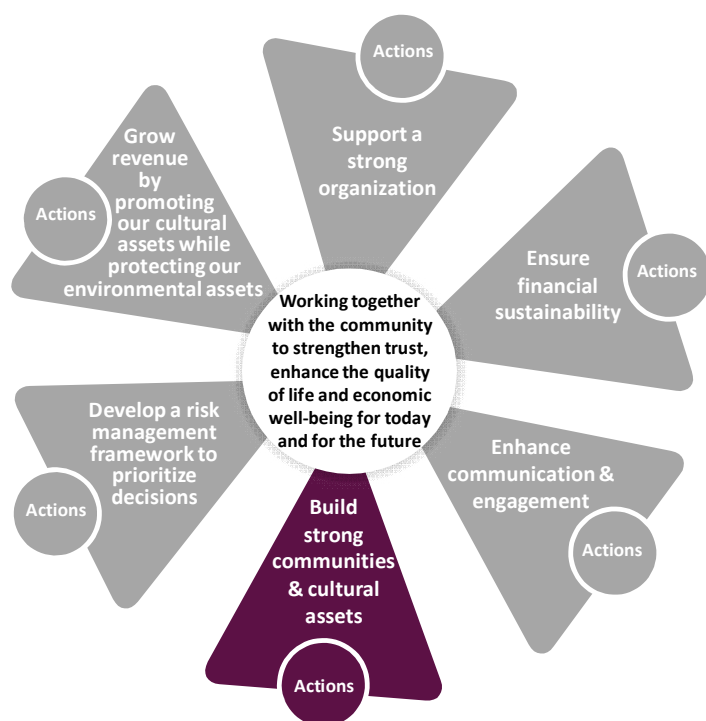 Actions
Support a
strong
organization
Actions
Ensure
financial
sustainability
Enhance
communication &
engagement
Actions
Build
strong
communities
& cultural
assets
Actions
Develop a risk
management
framework to
prioritize
decisions
Actions
Grow
revenue
by
promoting
our cultural
assets while
protecting our
environmental assets
Actions
Working together
with the community
to strengthen trust,
enhance the quality
of life and economic
well-being for today
and for the future